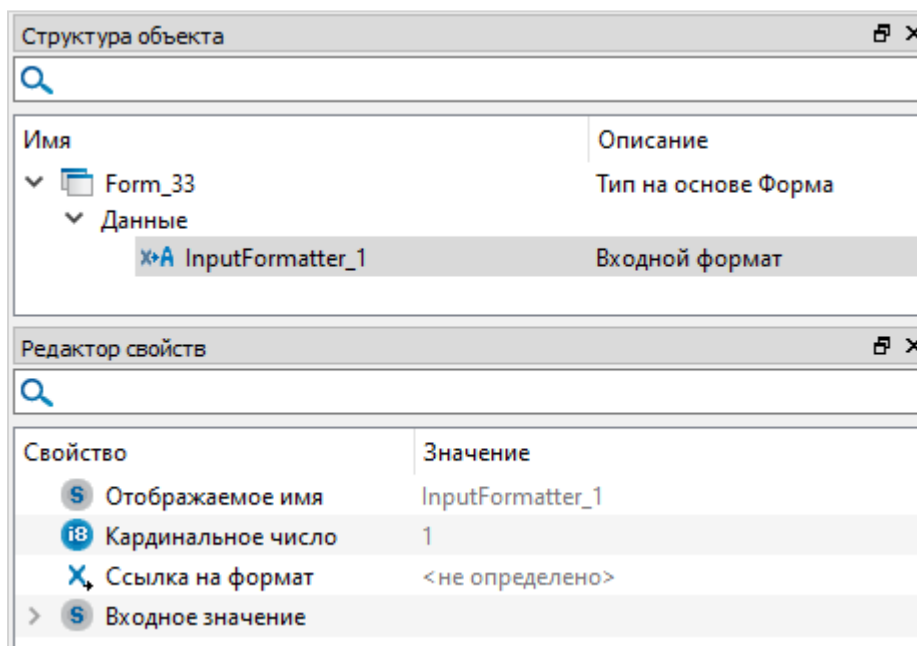 Структура объекта
Имя Описание
Form_33 Тип на основе Форма
Данные
X→A InputFormatter_1 Входной формат
Редактор свойств
Свойство Значение
S Отображаемое имя InputFormatter_1
i8 Кардинальное число 1
X Ссылка на формат <не определено>
S Входное значение